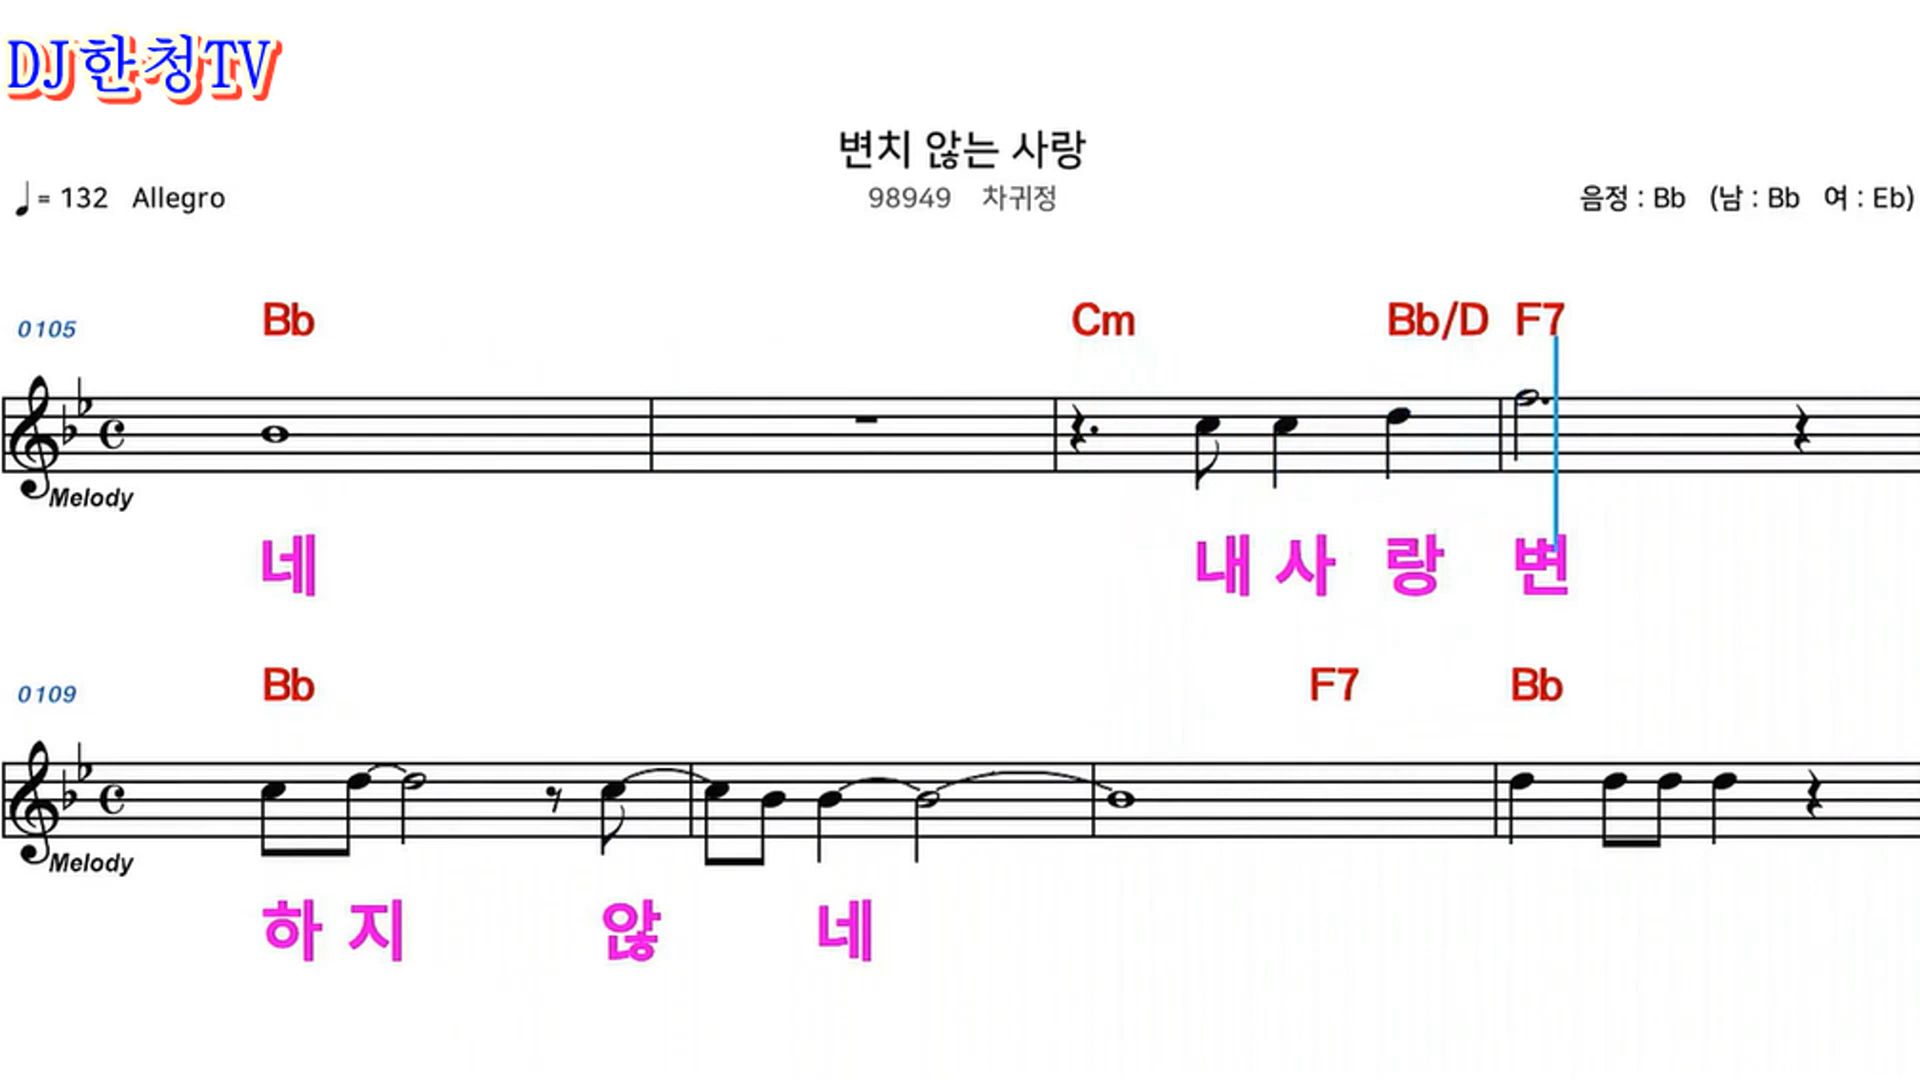 DJ한청TV
변치 않는 사랑
♩= 132 Allegro 98949 차귀정 음정 : Bb (남 : Bb 여 : Eb)
0105 Bb Cm Bb/D F7
Melody
네 내 사 랑 변
0109 Bb F7 Bb
Melody
하 지 않 네